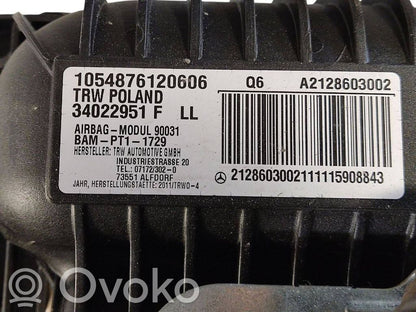 1054876120606 Q6 A2128603002
TRW POLAND
34022951 F LL
AIRBAG-MODUL 90031
BAM-PT1-1729
HERSTELLER: TRW AUTOMOTIVE GMBH
INDUSTRIESTRASSE 20
TEL.: 07172/302-0
73551 ALFDORF
JAHR, HERSTELLUNGSTAETTE: 2011/TRWO-4
2128603002111115908843
Ovoko